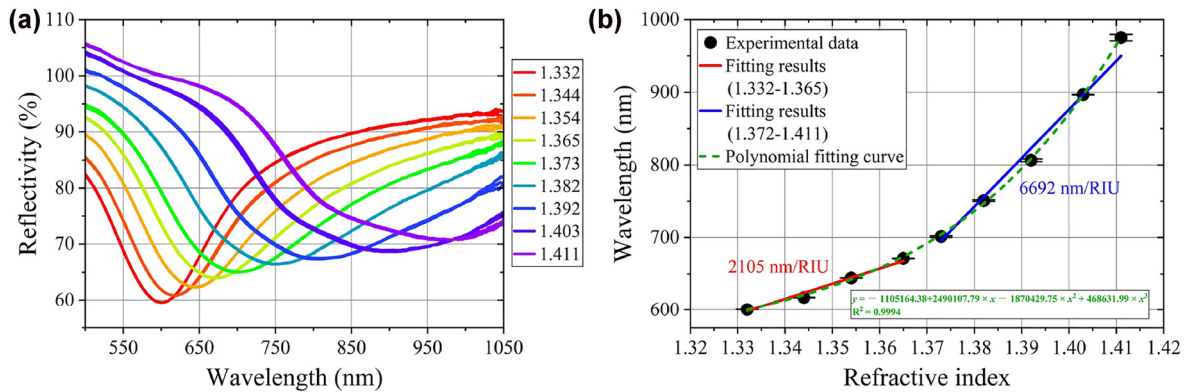 (a)
Reflectivity (%)
110
100
90
80
70
60
550
650
750
850
950
1050
Wavelength (nm)
1.332
1.344
1.354
1.365
1.373
1.382
1.392
1.403
1.411
(b)
Wavelength (nm)
1000
900
800
700
600
Experimental data
Fitting results
(1.332-1.365)
Fitting results
(1.372-1.411)
Polynomial fitting curve
6692 nm/RIU
2105 nm/RIU
y = − 1105164.38+2490107.79 × x − 1870429.75 × x² + 468631.99 × x³
R² = 0.9994
1.32
1.33
1.34
1.35
1.36
1.37
1.38
1.39
1.40
1.41
1.42
Refractive index